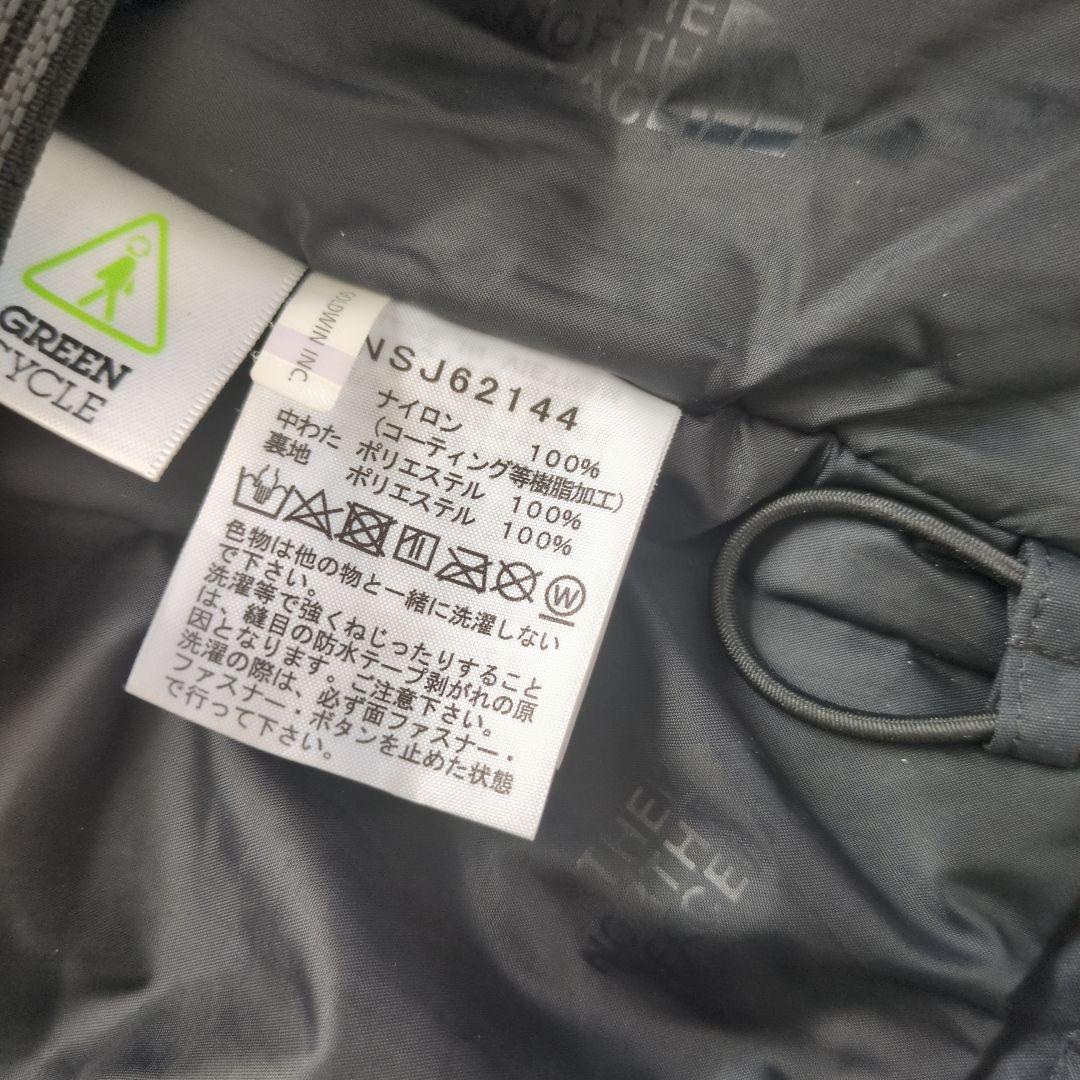 THE
NORTH
FACE
GREEN
CYCLE
GOLDWIN INC.
NSJ62144
ナイロン 100%
(コーティング等樹脂加工)
中わた ポリエステル 100%
裏地 ポリエステル 100%
W
色物は他の物と一緒に洗濯しない
で下さい。
洗濯等で強くねじったりすること
は、縫目の防水テープ剥がれの原
因となります。ご注意下さい。
洗濯の際は、必ず面ファスナー.
ファスナー.ボタンを止めた状態
で行って下さい。
THE
NORTH
FACE